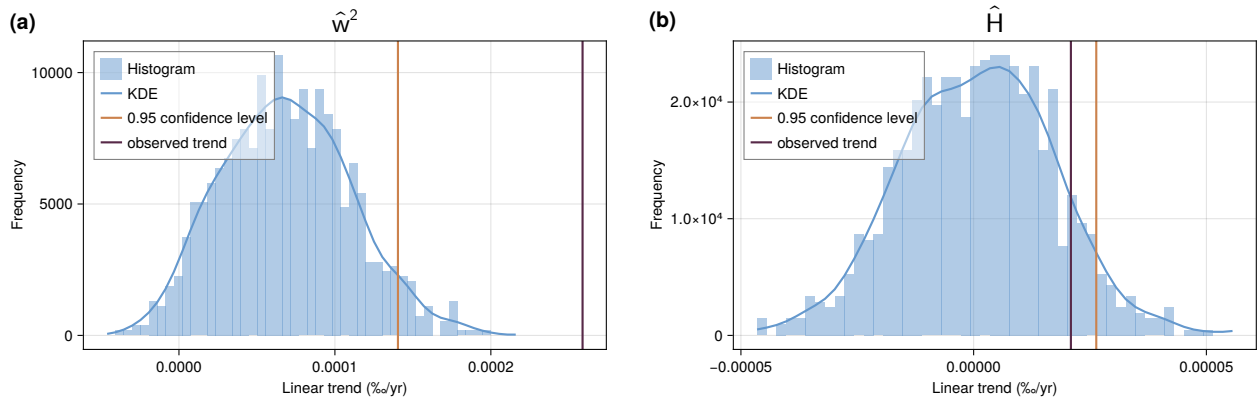 (a)
ŵ²
Histogram
KDE
0.95 confidence level
observed trend
Frequency
10000
5000
0
0.0000
0.0001
0.0002
Linear trend (‰/yr)
(b)
Ĥ
Histogram
KDE
0.95 confidence level
observed trend
Frequency
2.0×10⁴
1.0×10⁴
0
−0.00005
0.00000
0.00005
Linear trend (‰/yr)